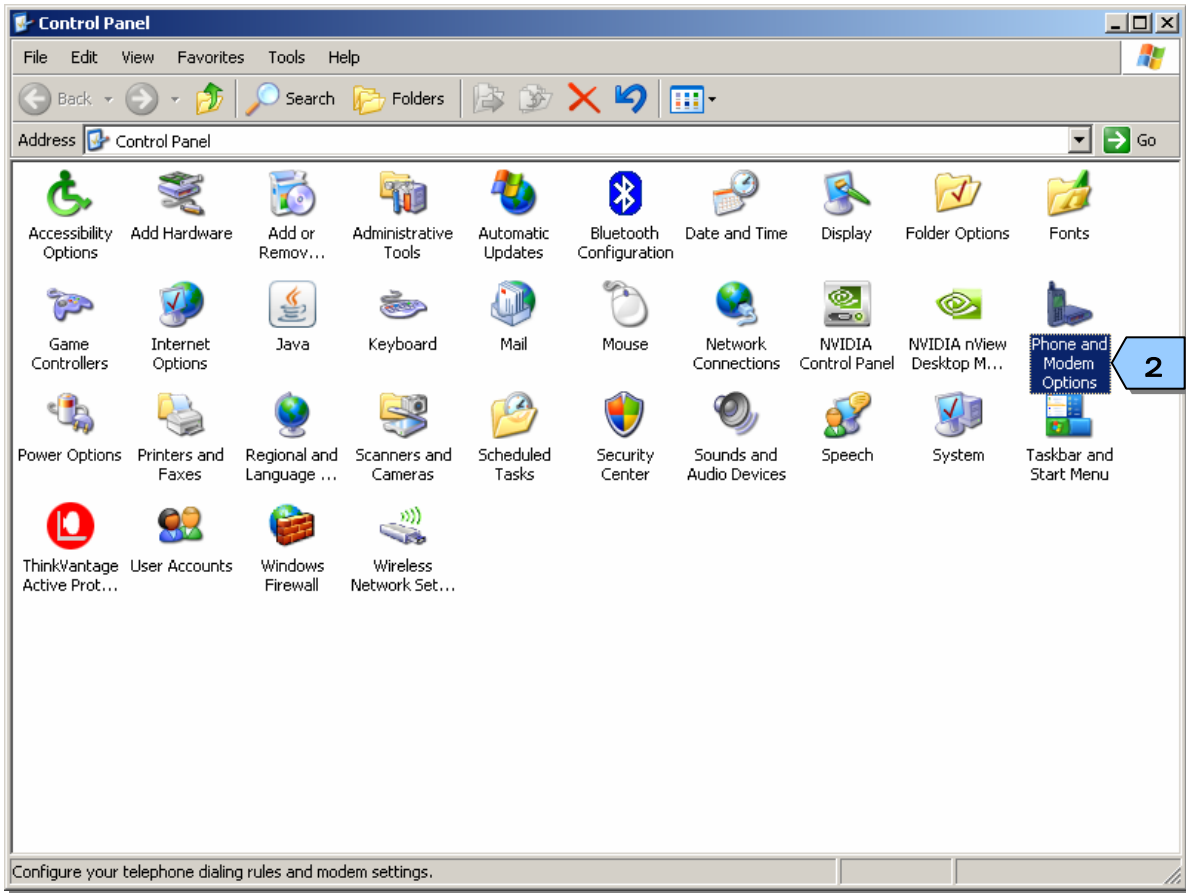 Control Panel
File Edit View Favorites Tools Help
Back Search Folders
Address Control Panel Go
Accessibility Options
Add Hardware
Add or Remov...
Administrative Tools
Automatic Updates
Bluetooth Configuration
Date and Time
Display
Folder Options
Fonts
Game Controllers
Internet Options
Java
Keyboard
Mail
Mouse
Network Connections
NVIDIA Control Panel
NVIDIA nView Desktop M...
Phone and Modem Options
2
Power Options
Printers and Faxes
Regional and Language ...
Scanners and Cameras
Scheduled Tasks
Security Center
Sounds and Audio Devices
Speech
System
Taskbar and Start Menu
ThinkVantage Active Prot...
User Accounts
Windows Firewall
Wireless Network Set...
Configure your telephone dialing rules and modem settings.